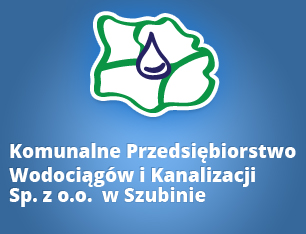 Komunalne Przedsiębiorstwo
Wodociągów i Kanalizacji
Sp. z o.o. w Szubinie